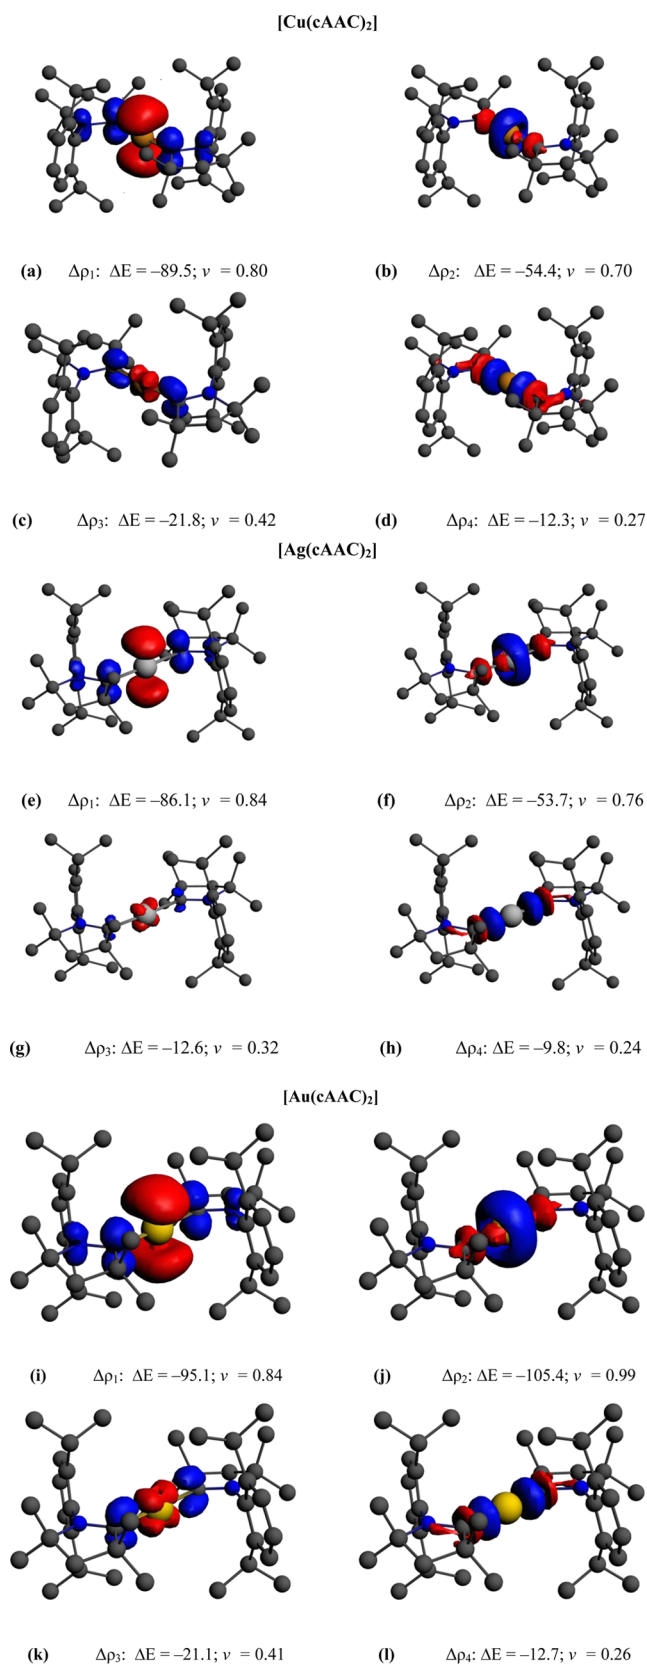 [Cu(cAAC)₂]
(a) Δρ₁: ΔE = –89.5; ν = 0.80
(b) Δρ₂: ΔE = –54.4; ν = 0.70
(c) Δρ₃: ΔE = –21.8; ν = 0.42
(d) Δρ₄: ΔE = –12.3; ν = 0.27
[Ag(cAAC)₂]
(e) Δρ₁: ΔE = –86.1; ν = 0.84
(f) Δρ₂: ΔE = –53.7; ν = 0.76
(g) Δρ₃: ΔE = –12.6; ν = 0.32
(h) Δρ₄: ΔE = –9.8; ν = 0.24
[Au(cAAC)₂]
(i) Δρ₁: ΔE = –95.1; ν = 0.84
(j) Δρ₂: ΔE = –105.4; ν = 0.99
(k) Δρ₃: ΔE = –21.1; ν = 0.41
(l) Δρ₄: ΔE = –12.7; ν = 0.26